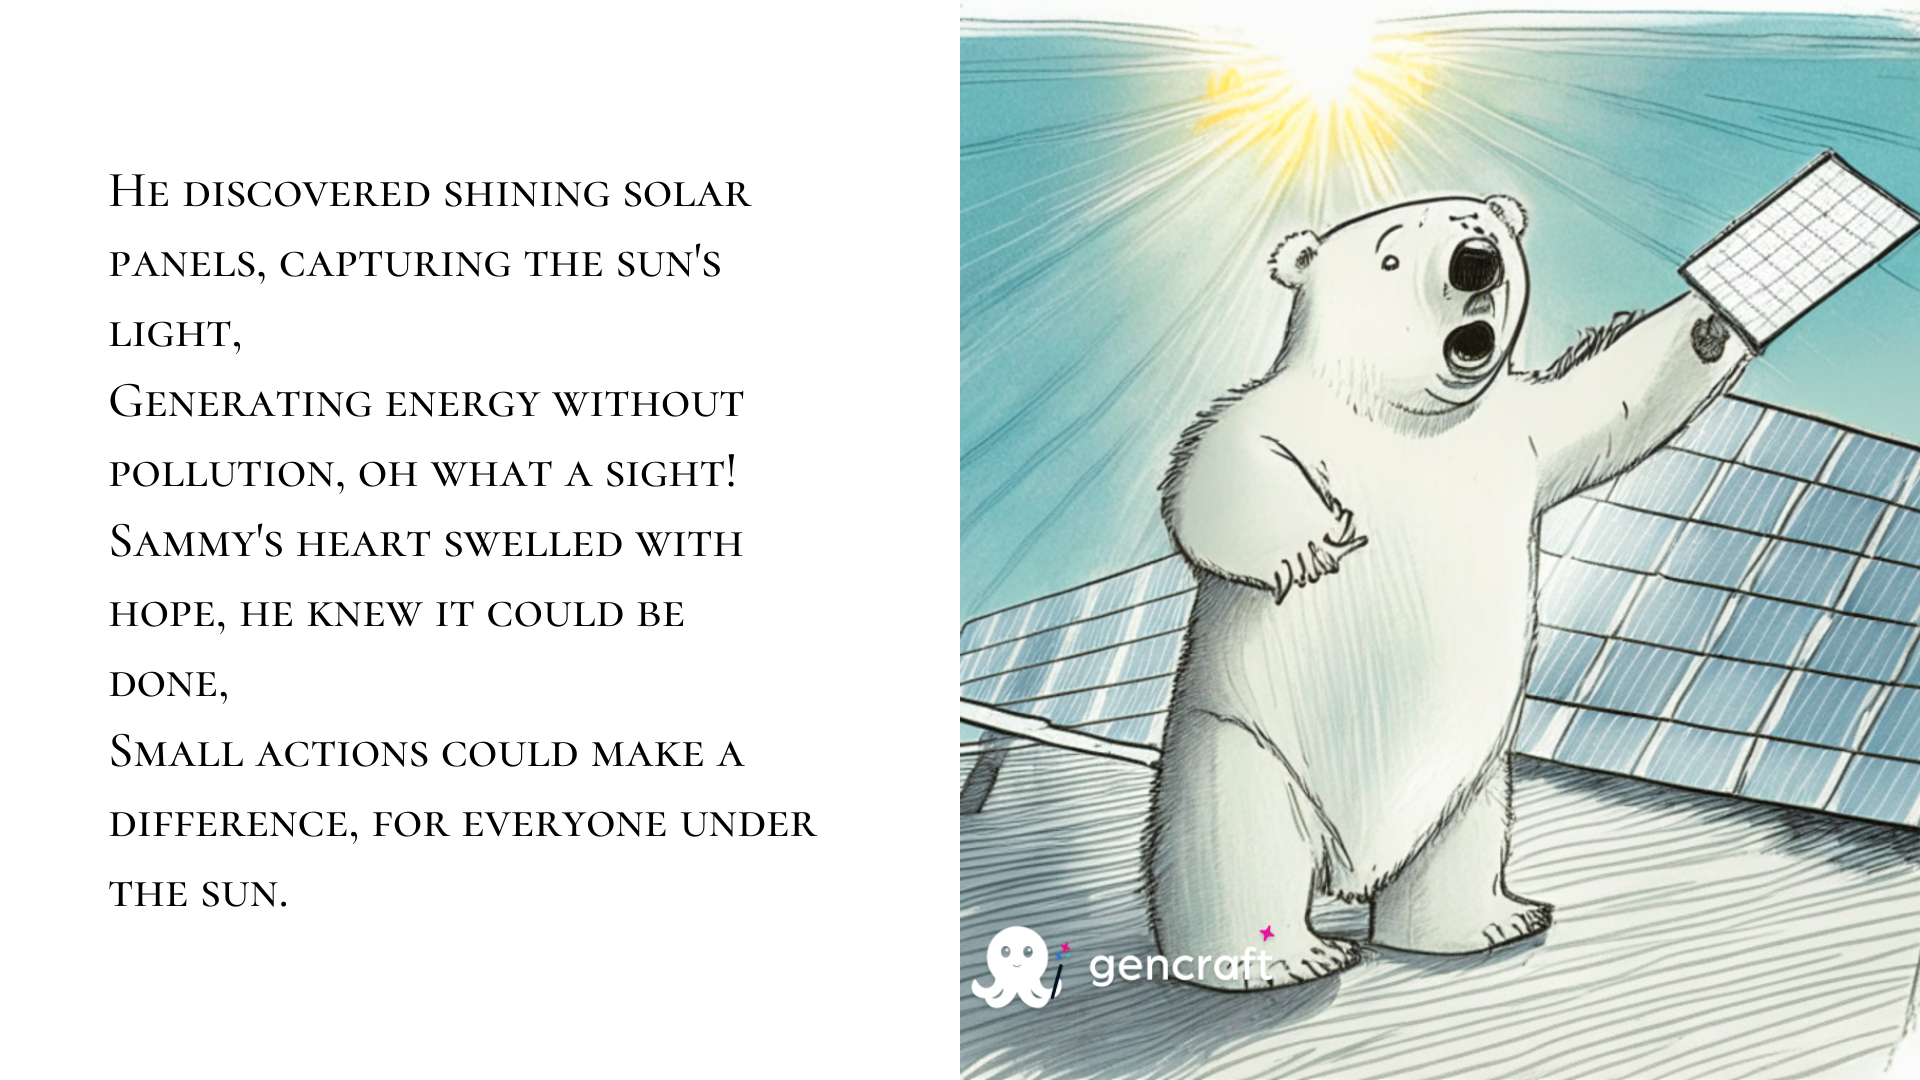 He discovered shining solar
panels, capturing the sun's
light,
Generating energy without
pollution, oh what a sight!
Sammy's heart swelled with
hope, he knew it could be
done,
Small actions could make a
difference, for everyone under
the sun.
gencraft